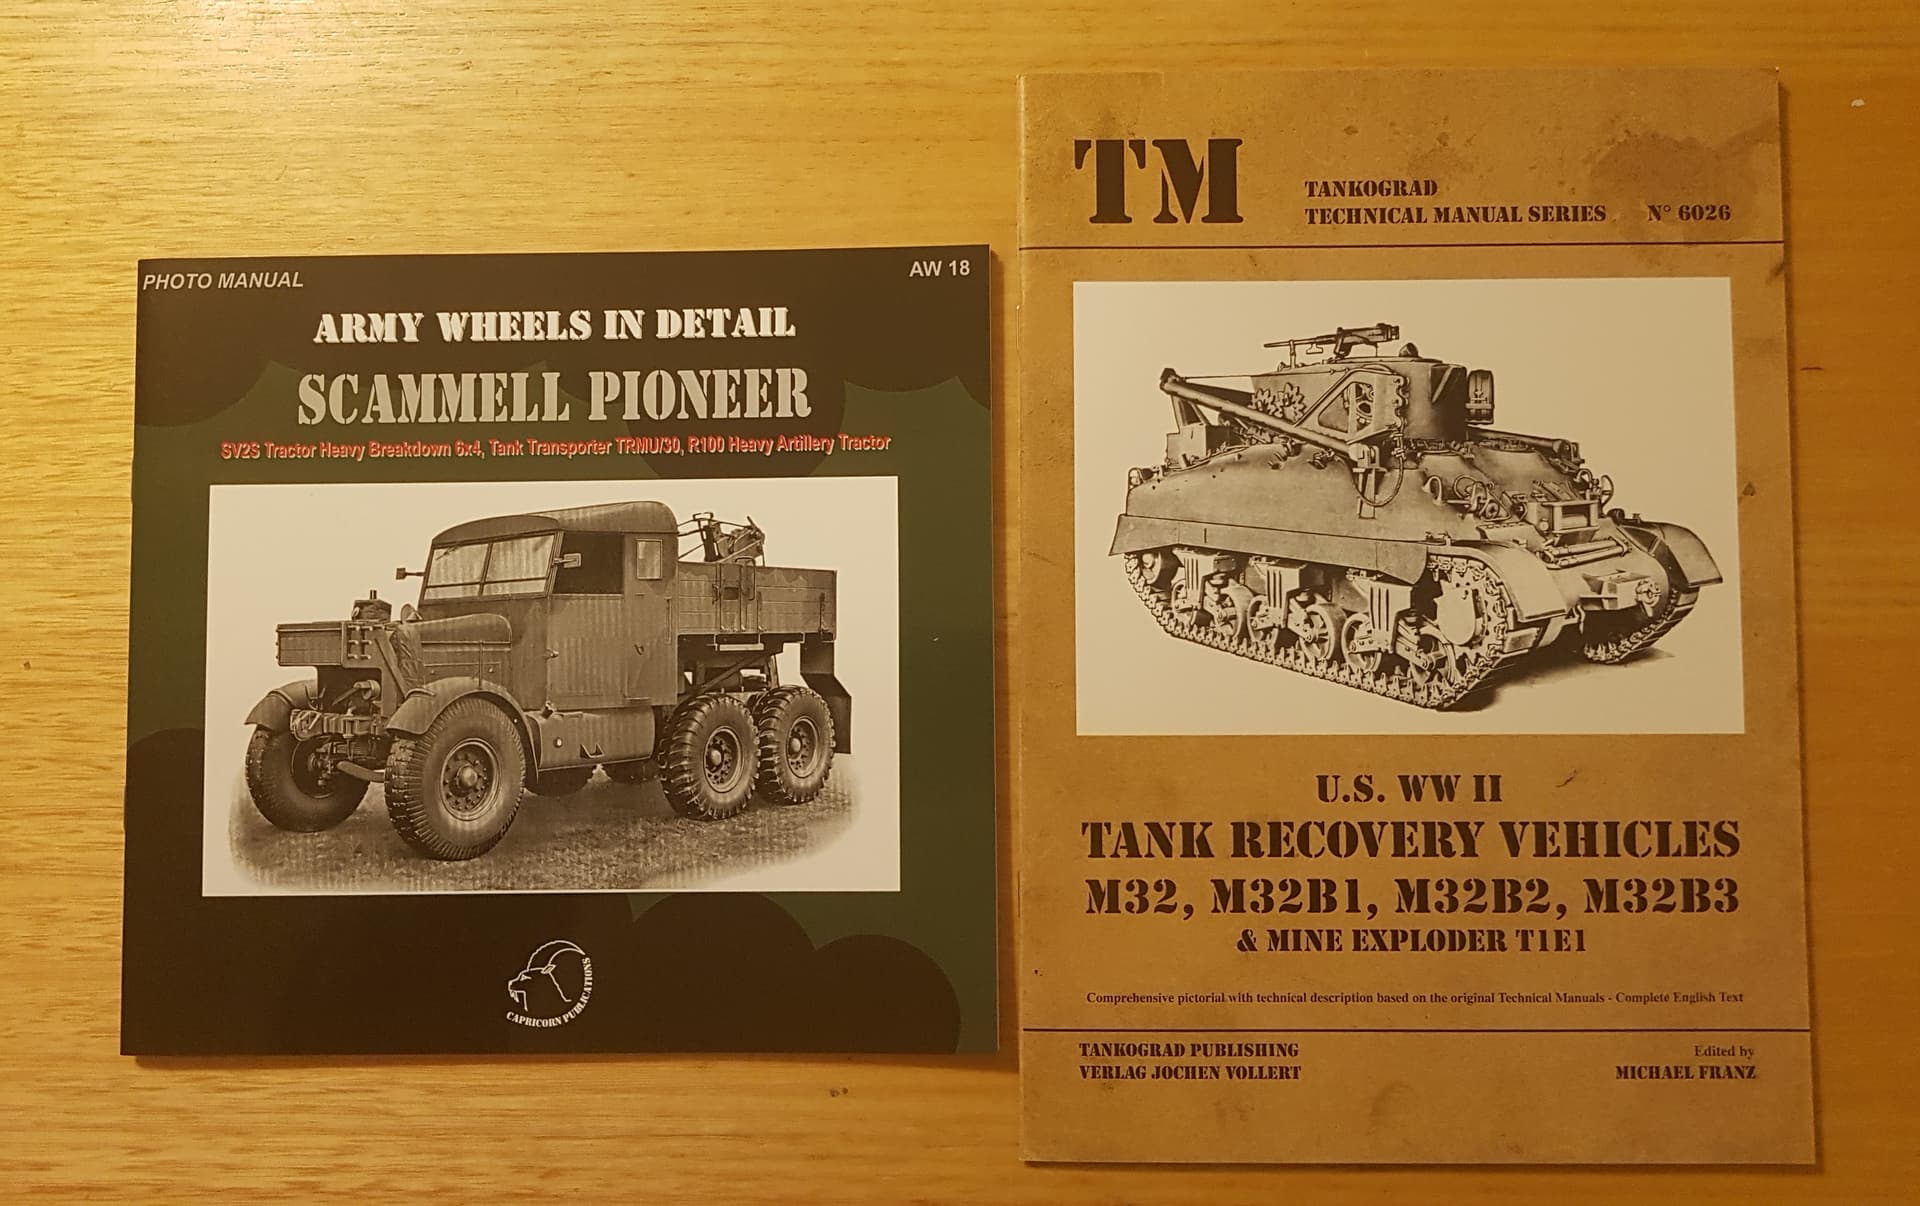 PHOTO MANUAL
AW 18
ARMY WHEELS IN DETAIL
SCAMMELL PIONEER
SV2S Tractor Heavy Breakdown 6x4, Tank Transporter TRMU/30, R100 Heavy Artillery Tractor
CAPRICORN PUBLICATIONS
TM
TANKOGRAD
TECHNICAL MANUAL SERIES N° 6026
U.S. WW II
TANK RECOVERY VEHICLES
M32, M32B1, M32B2, M32B3
& MINE EXPLODER T1E1
Comprehensive pictorial with technical description based on the original Technical Manuals - Complete English Text
TANKOGRAD PUBLISHING
VERLAG JOCHEN VOLLERT
Edited by
MICHAEL FRANZ